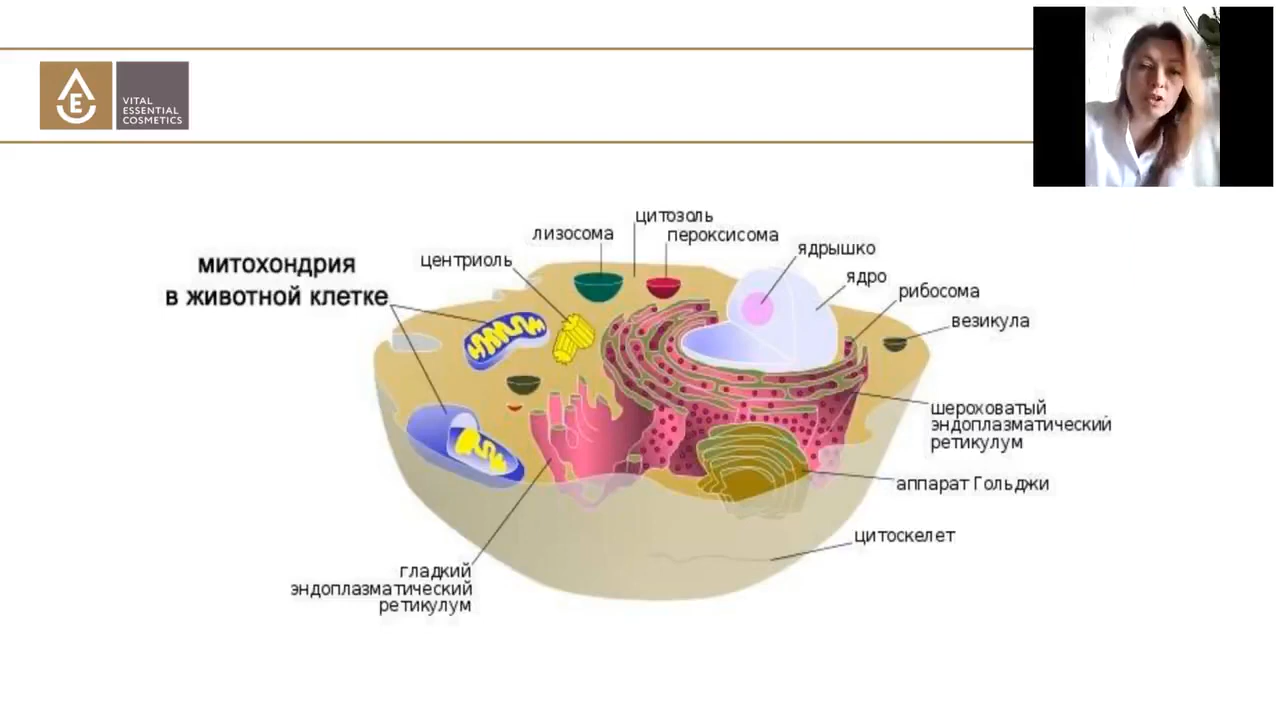 E
VITAL
ESSENTIAL
COSMETICS
цитозоль
лизосома
пероксисома
ядрышко
центриоль
митохондрия
в животной клетке
ядро
рибосома
везикула
шероховатый
эндоплазматический
ретикулум
аппарат Гольджи
цитоскелет
гладкий
эндоплазматический
ретикулум